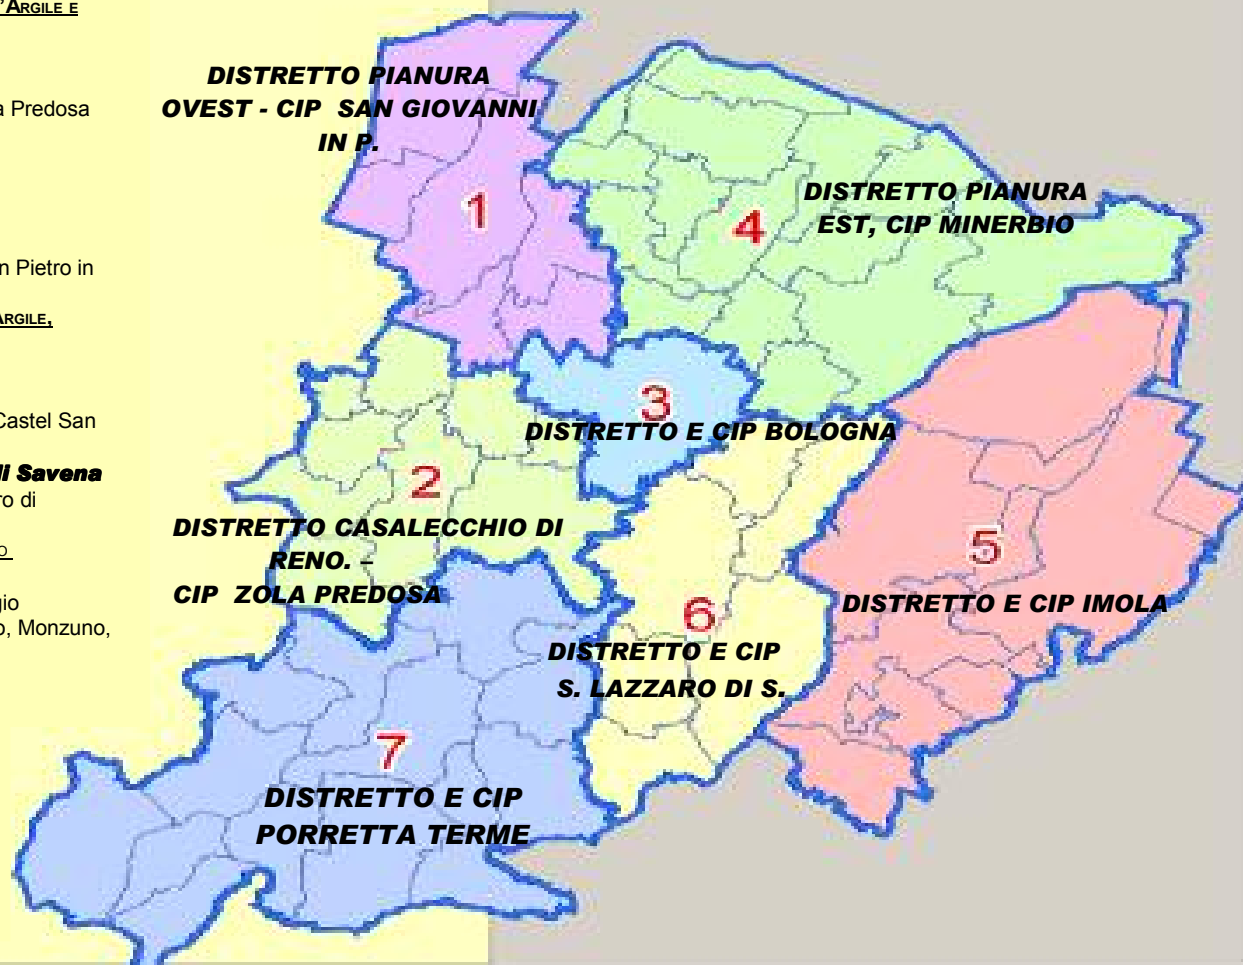 'ARGILE E
a Predosa
n Pietro in
ARGILE,
Castel San
di Savena
ro di
O
gio
o, Monzuno,
DISTRETTO PIANURA
OVEST - CIP SAN GIOVANNI
IN P.
1
4
DISTRETTO PIANURA
EST, CIP MINERBIO
3
DISTRETTO E CIP BOLOGNA
2
DISTRETTO CASALECCHIO DI
RENO. –
CIP ZOLA PREDOSA
5
DISTRETTO E CIP IMOLA
6
DISTRETTO E CIP
S. LAZZARO DI S.
7
DISTRETTO E CIP
PORRETTA TERME